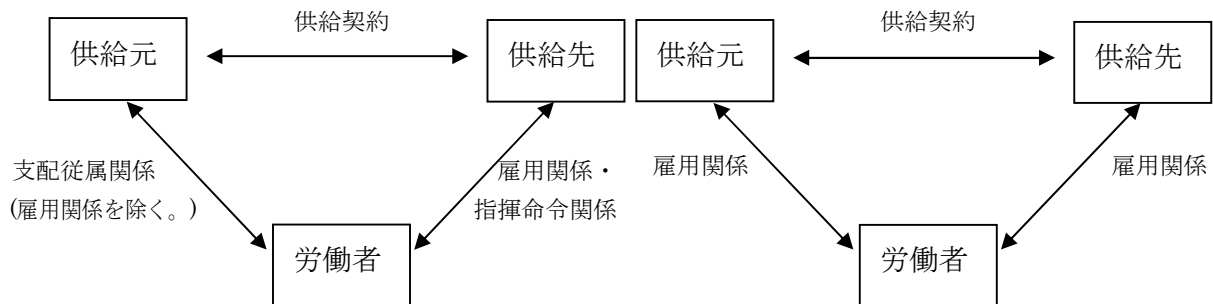 供給契約
供給元
供給先
支配従属関係
(雇用関係を除く。)
雇用関係・
指揮命令関係
労働者
供給契約
供給元
供給先
雇用関係
雇用関係
労働者